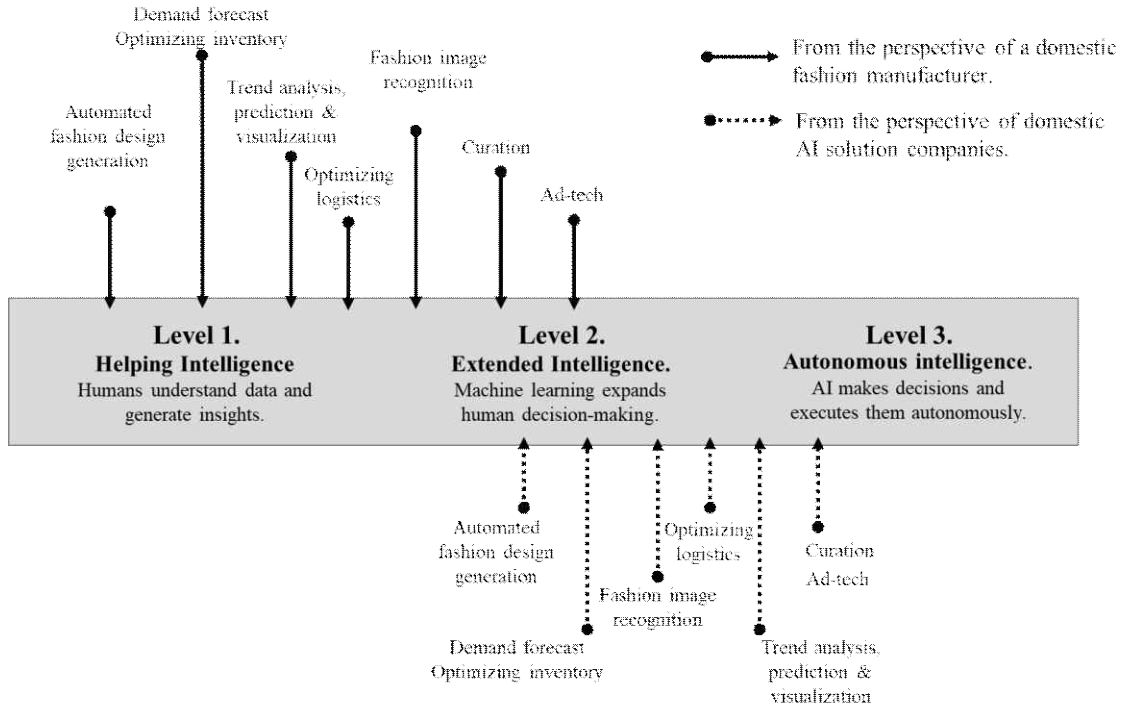 Demand forecast
Optimizing inventory
Fashion image
recognition
From the perspective of a domestic
fashion manufacturer.
Trend analysis,
prediction &
visualization
Automated
fashion design
generation
From the perspective of domestic
AI solution companies.
Curation
Optimizing
logistics
Ad-tech
Level 1.
Helping Intelligence
Humans understand data and
generate insights.
Level 2.
Extended Intelligence.
Machine learning expands
human decision-making.
Level 3.
Autonomous intelligence.
AI makes decisions and
executes them autonomously.
Automated
fashion design
generation
Optimizing
logistics
Curation
Ad-tech
Fashion image
recognition
Demand forecast
Optimizing inventory
Trend analysis,
prediction &
visualization